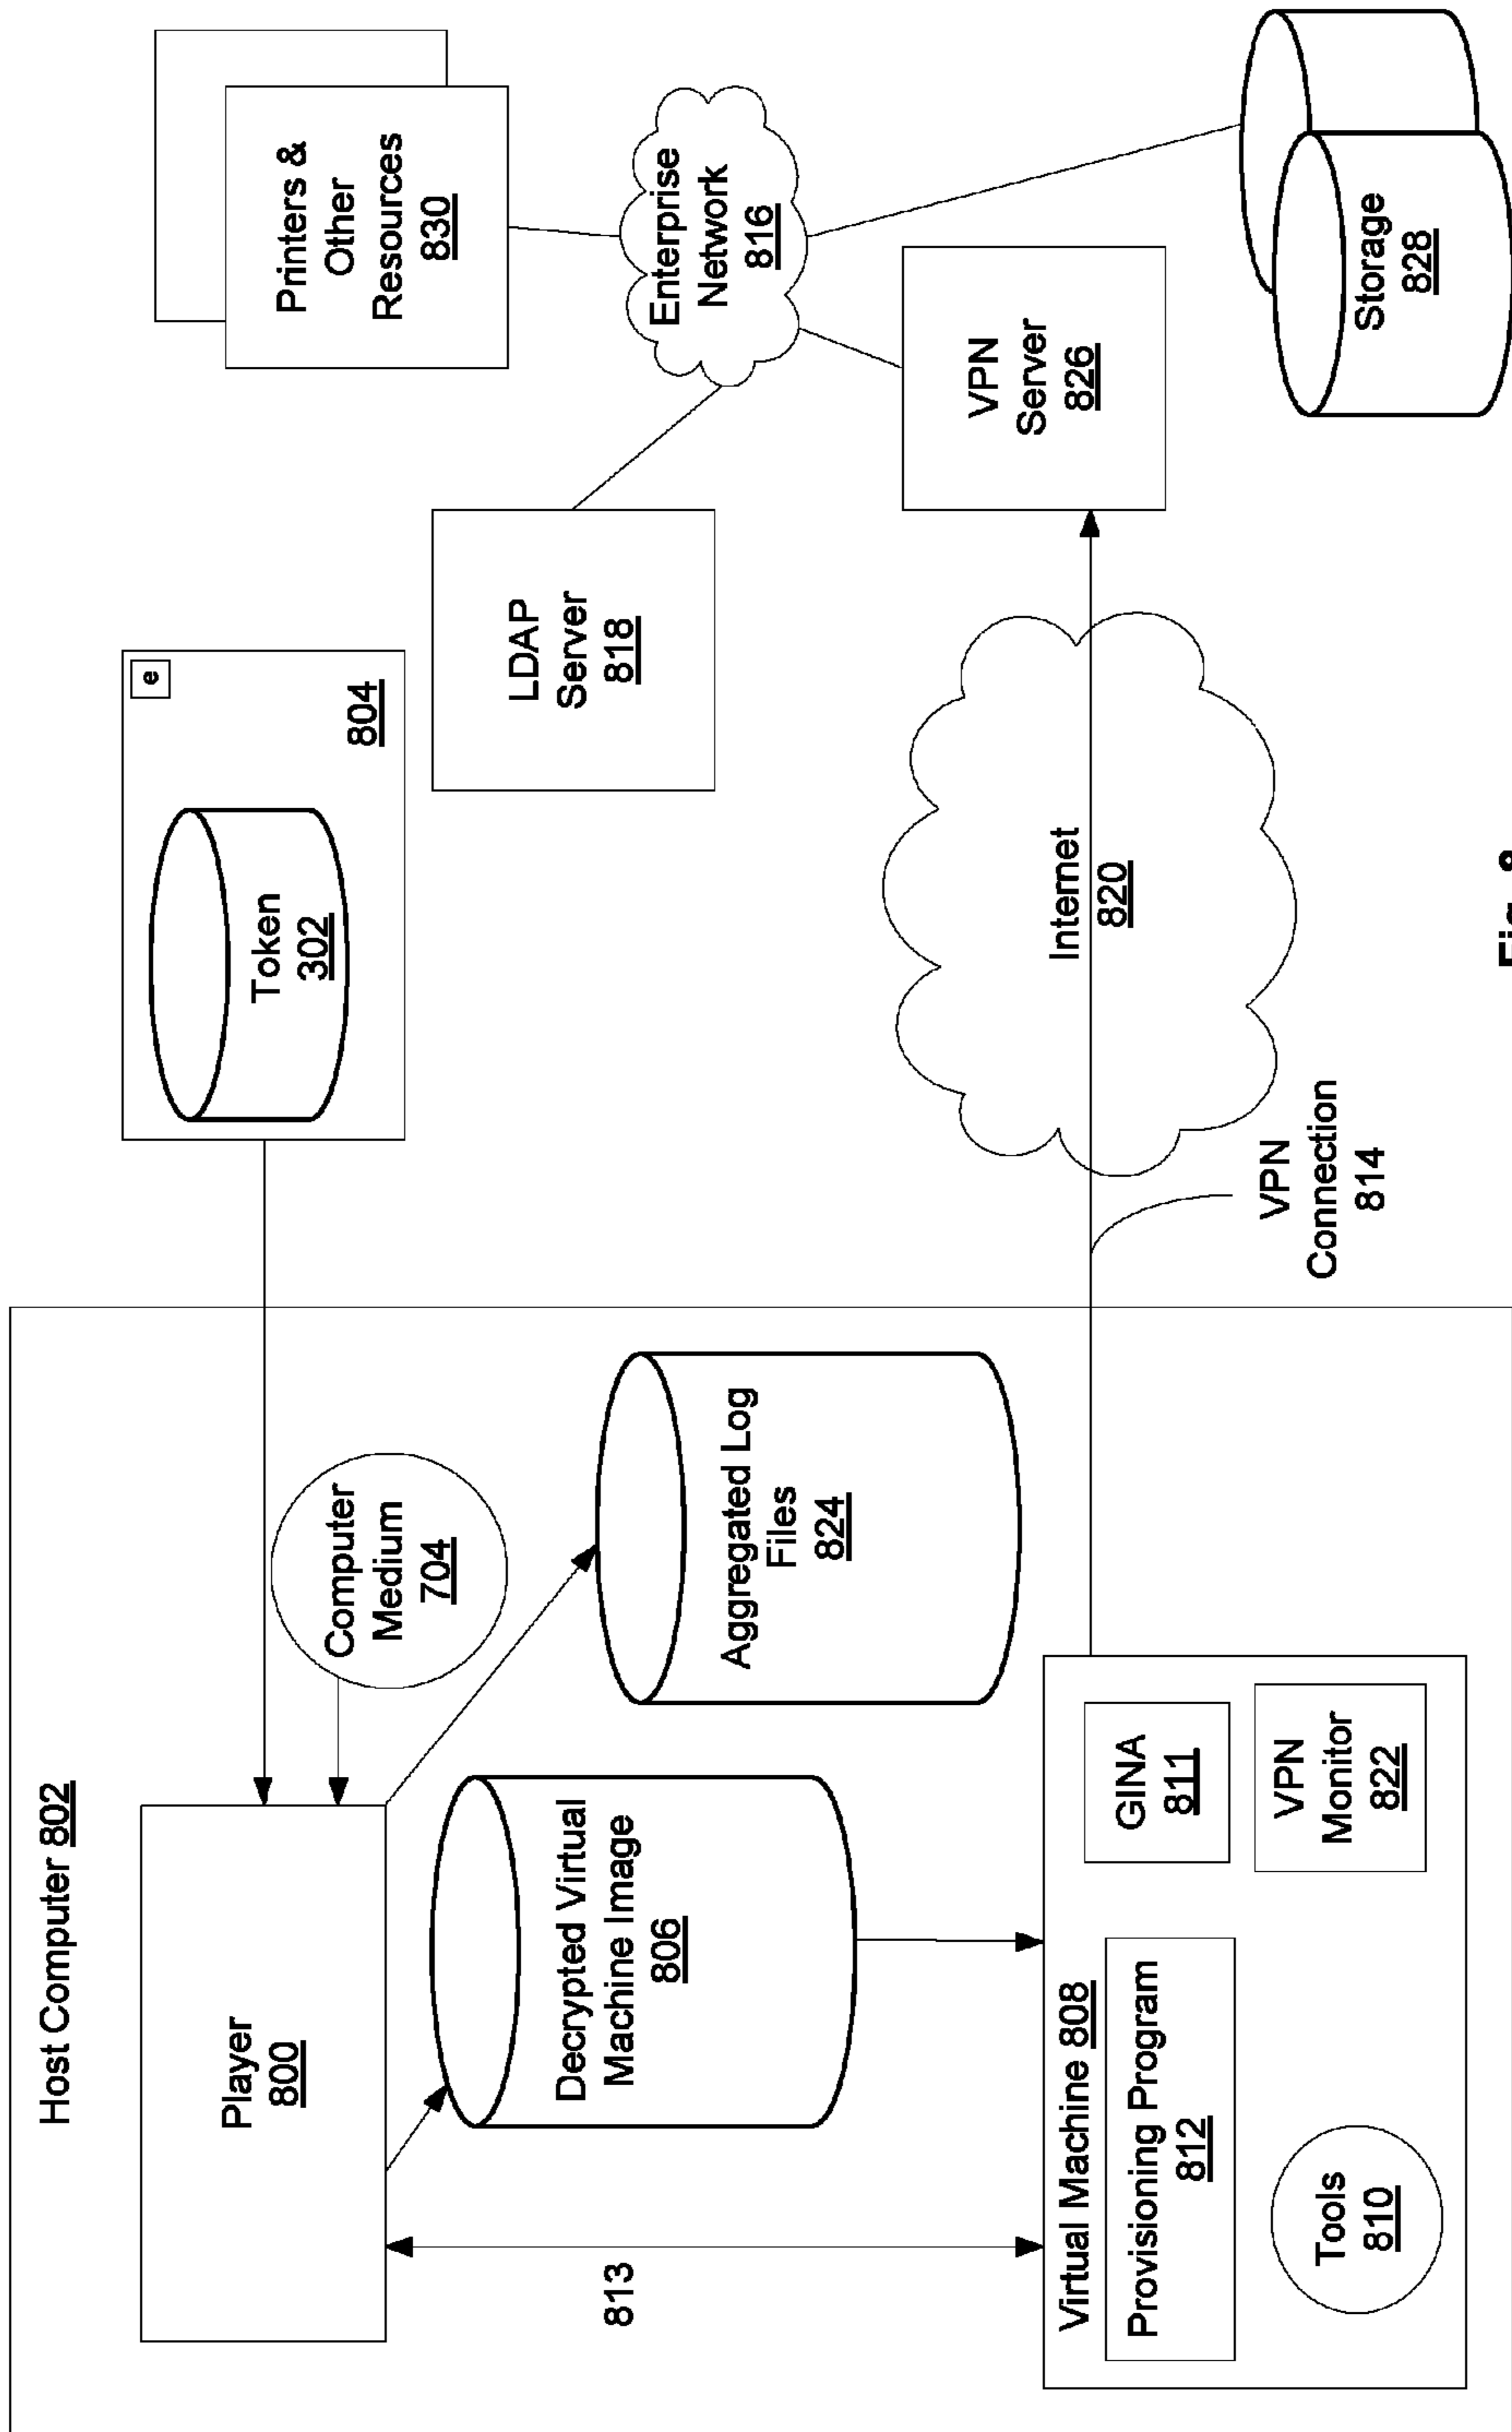 Host Computer 802
Player
800
Computer
Medium
704
Decrypted Virtual
Machine Image
806
Aggregated Log
Files
824
813
Virtual Machine 808
Provisioning Program
812
Tools
810
GINA
811
VPN
Monitor
822
Token
302
e
804
LDAP
Server
818
Printers &
Other
Resources
830
Enterprise
Network
816
VPN
Server
826
Storage
828
Internet
820
VPN
Connection
814